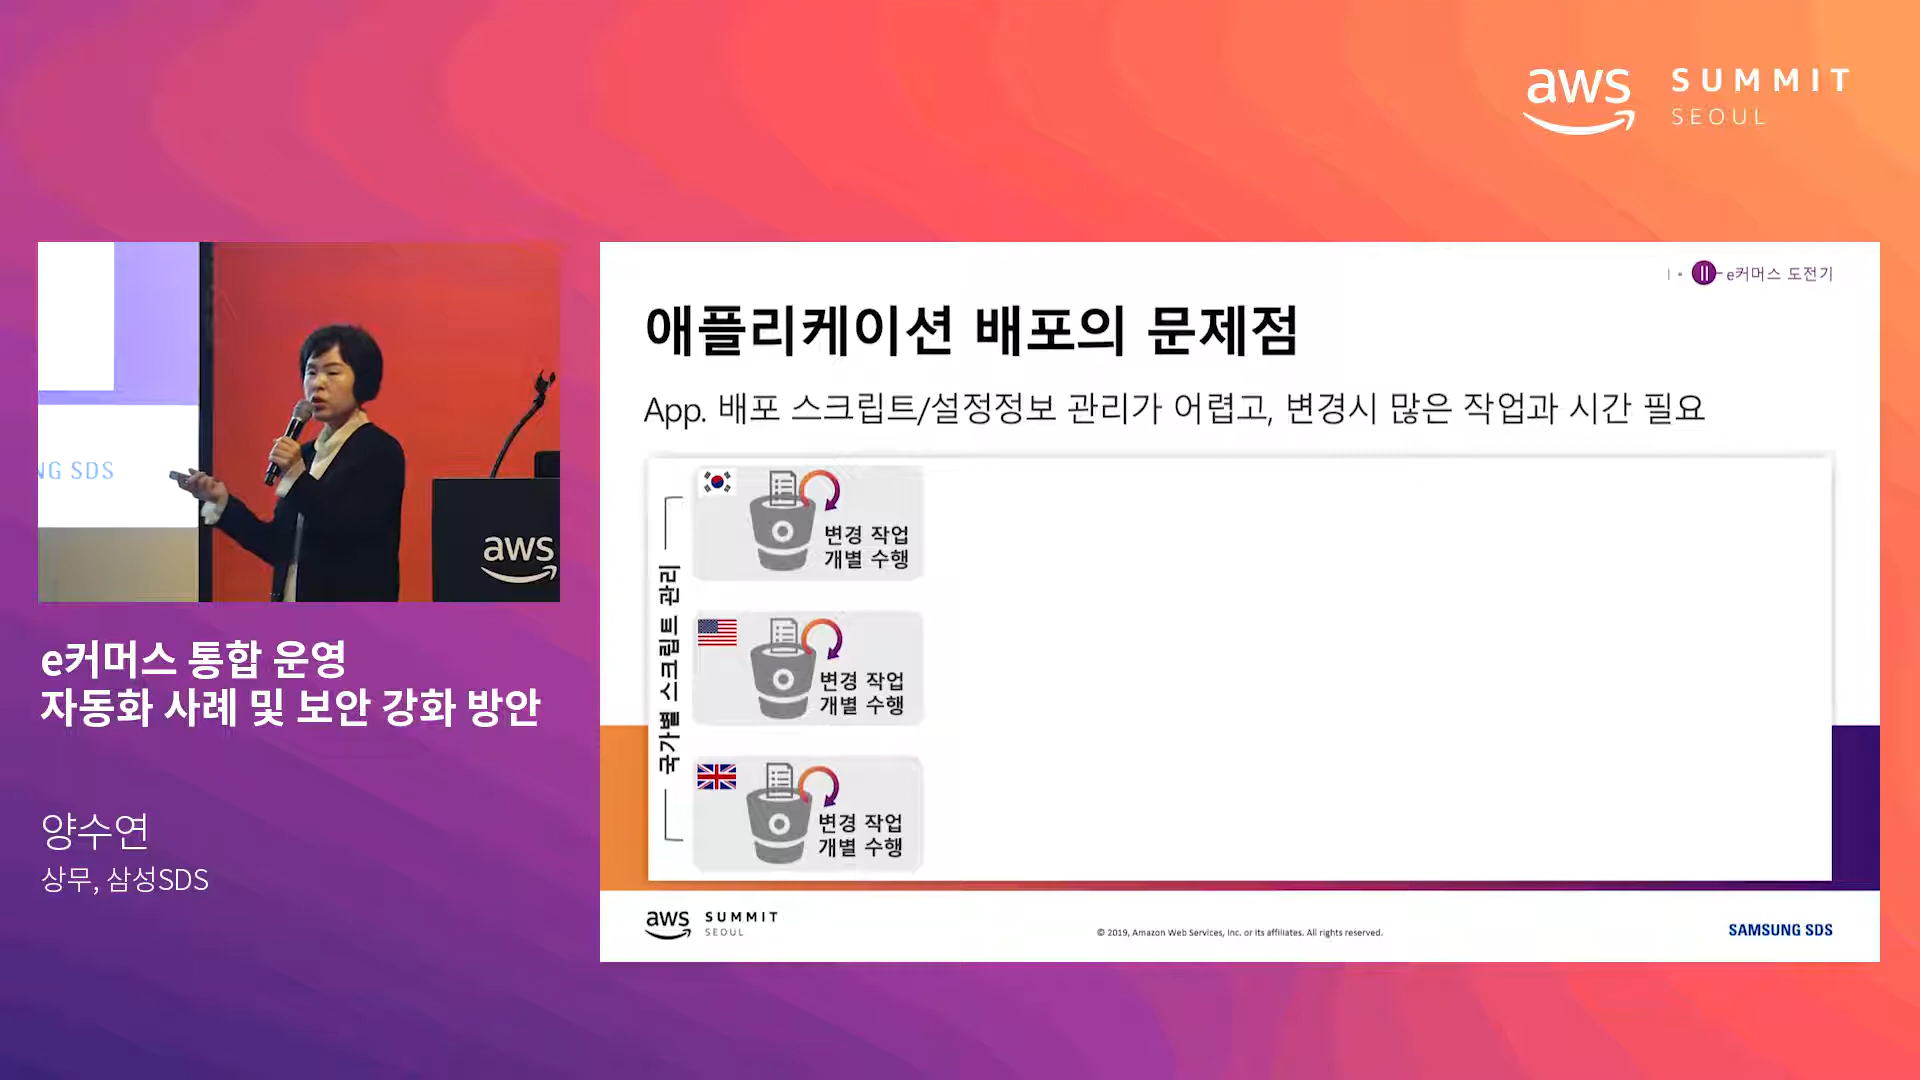 aws SUMMIT
SEOUL
NG SDS
aws
e커머스 통합 운영
자동화 사례 및 보안 강화 방안
양수연
상무, 삼성SDS
I • II e커머스 도전기
애플리케이션 배포의 문제점
App. 배포 스크립트/설정정보 관리가 어렵고, 변경시 많은 작업과 시간 필요
국가별 스크립트 관리
변경 작업
개별 수행
변경 작업
개별 수행
변경 작업
개별 수행
aws SUMMIT
SEOUL
© 2019, Amazon Web Services, Inc. or its affiliates. All rights reserved.
SAMSUNG SDS